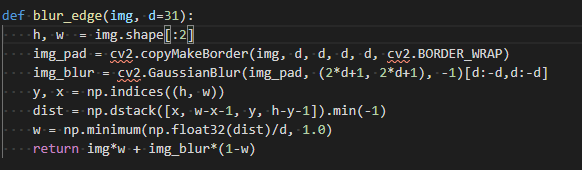 def blur_edge(img, d=31):
    h, w  = img.shape[:2]
    img_pad = cv2.copyMakeBorder(img, d, d, d, d, cv2.BORDER_WRAP)
    img_blur = cv2.GaussianBlur(img_pad, (2*d+1, 2*d+1), -1)[d:-d,d:-d]
    y, x = np.indices((h, w))
    dist = np.dstack([x, w-x-1, y, h-y-1]).min(-1)
    w = np.minimum(np.float32(dist)/d, 1.0)
    return img*w + img_blur*(1-w)